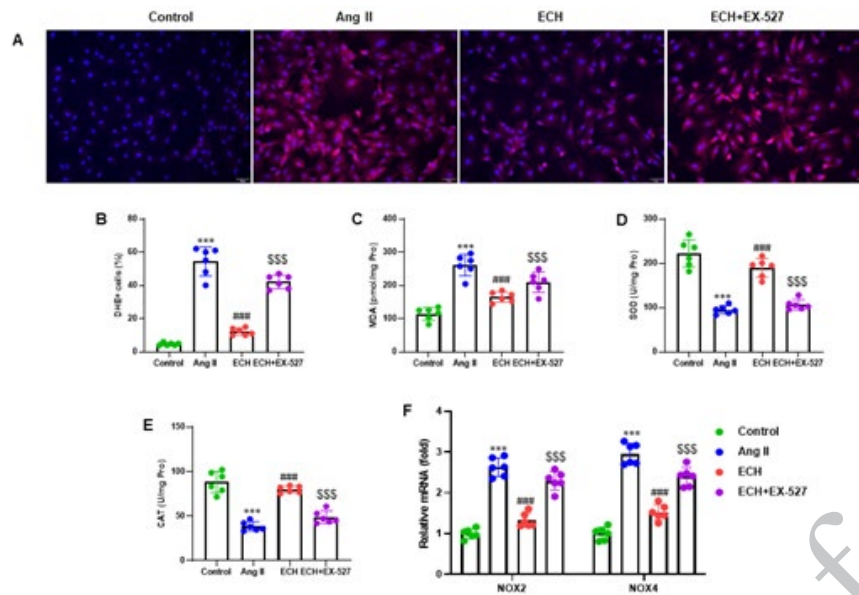 Control Ang II ECH ECH+EX-527
A
B
DHE+ cells (%)
80
60
40
20
0
***
###
$$$
Control Ang II ECH ECH+EX-527
C
MDA (pmol/mg Pro)
400
300
200
100
0
***
###
$$$
Control Ang II ECH ECH+EX-527
D
SOD (U/mg Pro)
200
100
0
***
###
$$$
Control Ang II ECH ECH+EX-527
E
CAT (U/mg Pro)
100
50
0
***
###
$$$
Control Ang II ECH ECH+EX-527
F
Relative mRNA (fold)
4
3
2
1
0
***
###
$$$
***
###
$$$
NOX2 NOX4
Control
Ang II
ECH
ECH+EX-527
f